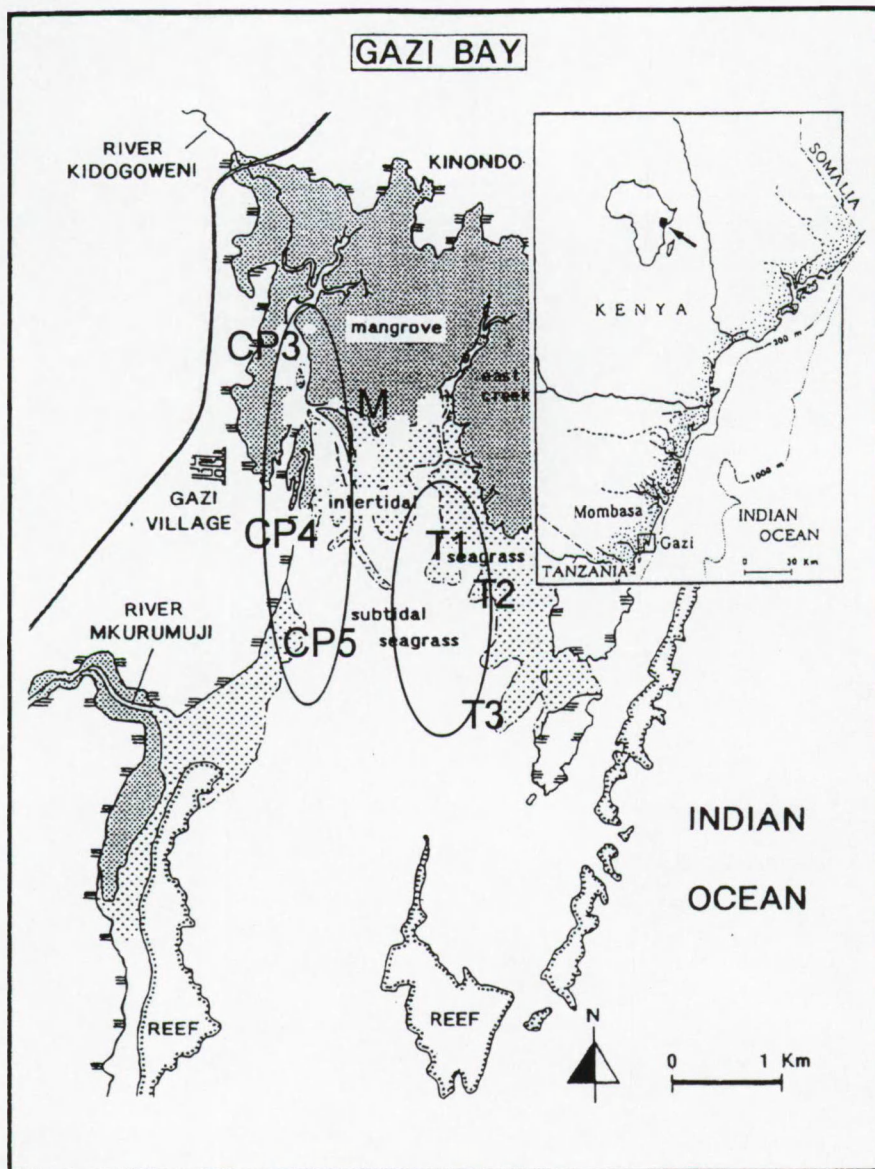 GAZI BAY
RIVER
KIDOGOWENI
KINONDO
SOMALIA
KENYA
300 m
1000 m
Mombasa
Gazi
INDIAN
OCEAN
TANZANIA
0 30 Km
CP3
mangrove
M
east
creek
GAZI
VILLAGE
intertidal
CP4
T1
seagrass
T2
RIVER
MKURUMUJI
subtidal
CP5
seagrass
T3
INDIAN
OCEAN
REEF
REEF
N
0 1 Km